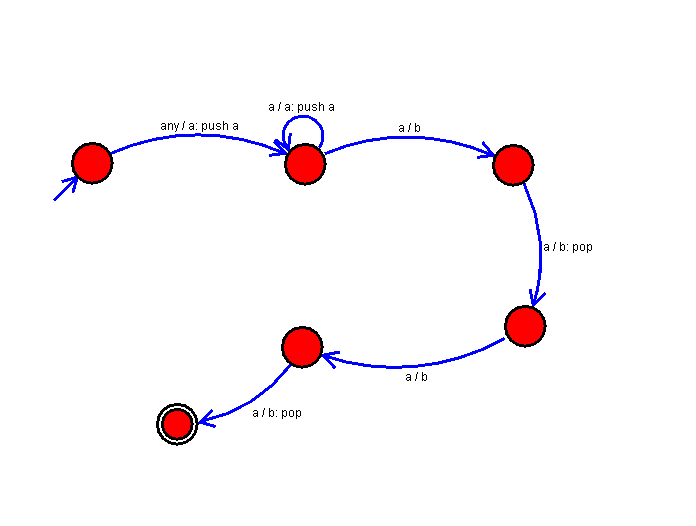 a / a: push a
any / a: push a
a / b
a / b: pop
a / b
a / b: pop